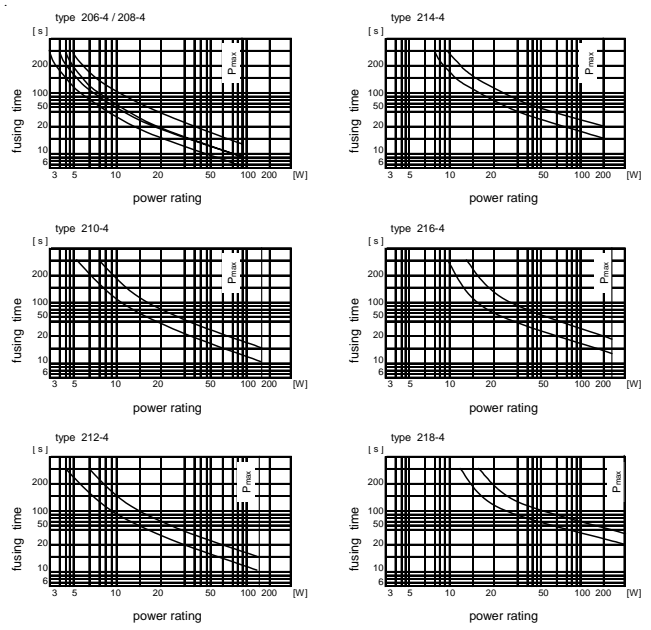 type 206-4 / 208-4
[ s ]
200
100
50
20
10
6
3 5 10 20 50 100 200 [W]
fusing time
power rating
Pmax
type 214-4
[ s ]
200
100
50
20
10
6
3 5 10 20 50 100 200 [W]
fusing time
power rating
Pmax
type 210-4
[ s ]
200
100
50
20
10
6
3 5 10 20 50 100 200 [W]
fusing time
power rating
Pmax
type 216-4
[ s ]
200
100
50
20
10
6
3 5 10 20 50 100 200 [W]
fusing time
power rating
Pmax
type 212-4
[ s ]
200
100
50
20
10
6
3 5 10 20 50 100 200 [W]
fusing time
power rating
Pmax
type 218-4
[ s ]
200
100
50
20
10
6
3 5 10 20 50 100 200 [W]
fusing time
power rating
Pmax